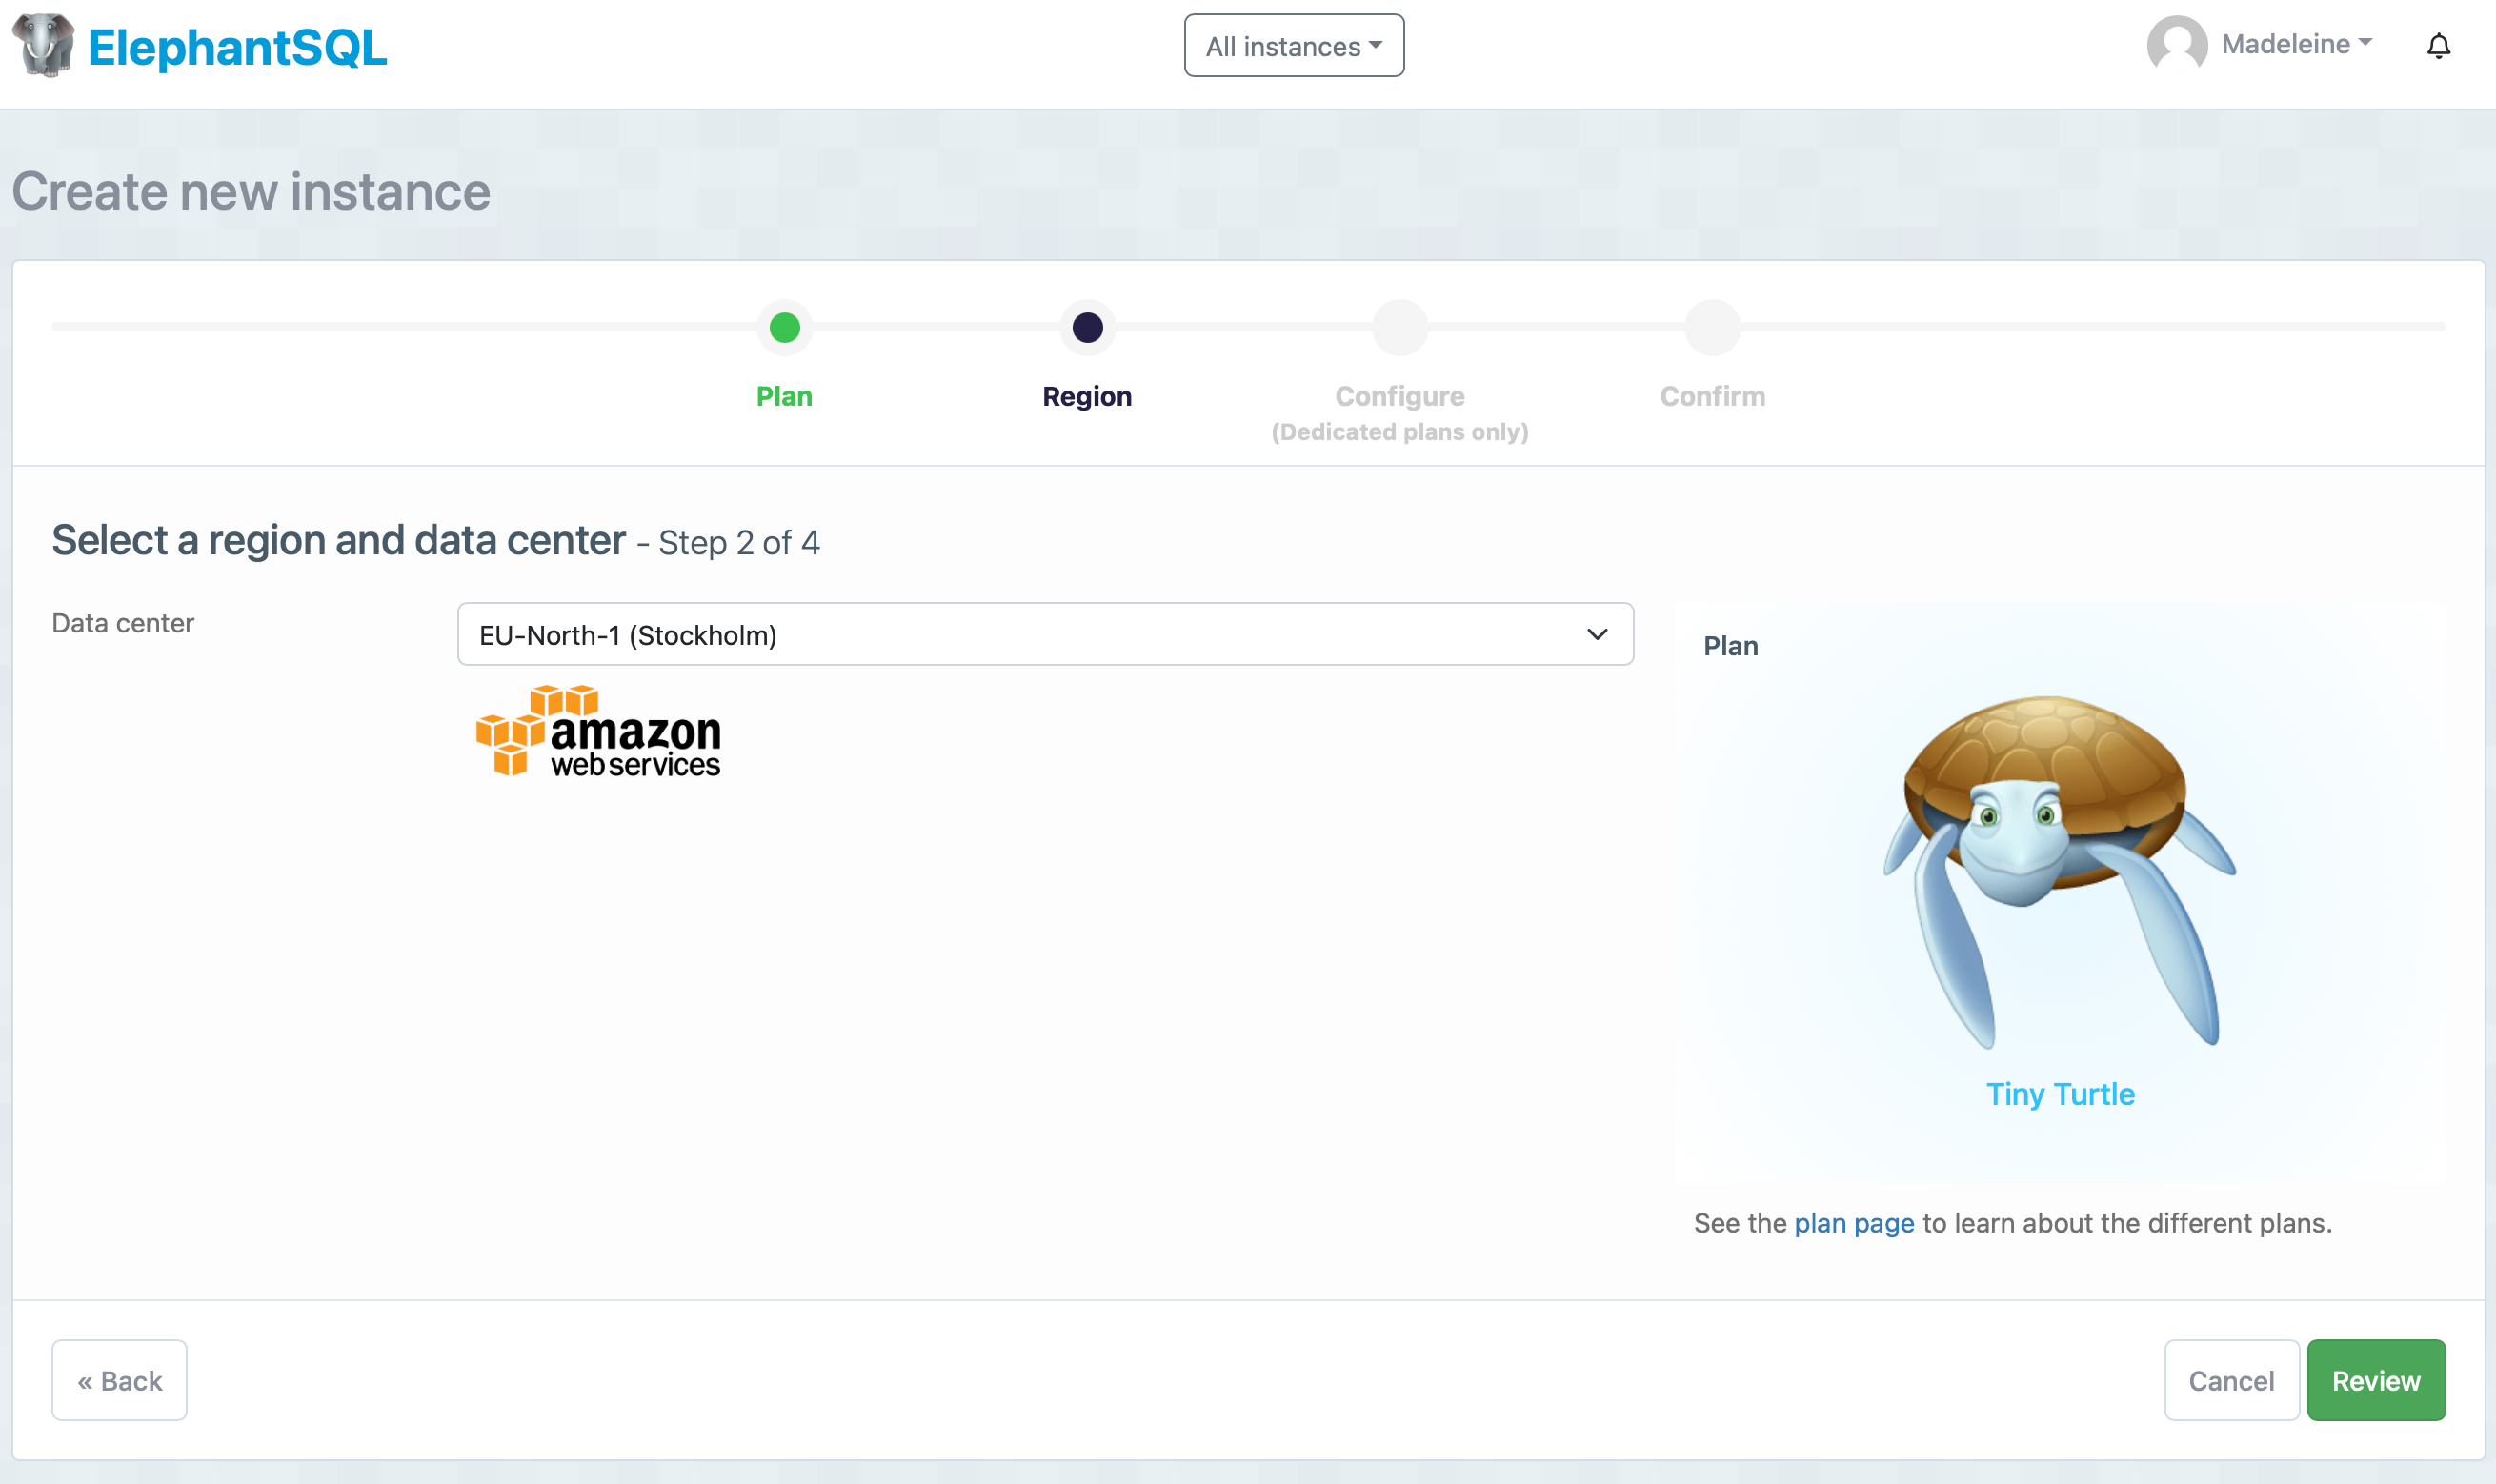 ElephantSQL
All instances
Madeleine
Create new instance
Plan
Region
Configure
(Dedicated plans only)
Confirm
Select a region and data center - Step 2 of 4
Data center
EU-North-1 (Stockholm)
amazon
web services
Plan
Tiny Turtle
See the plan page to learn about the different plans.
« Back
Cancel
Review